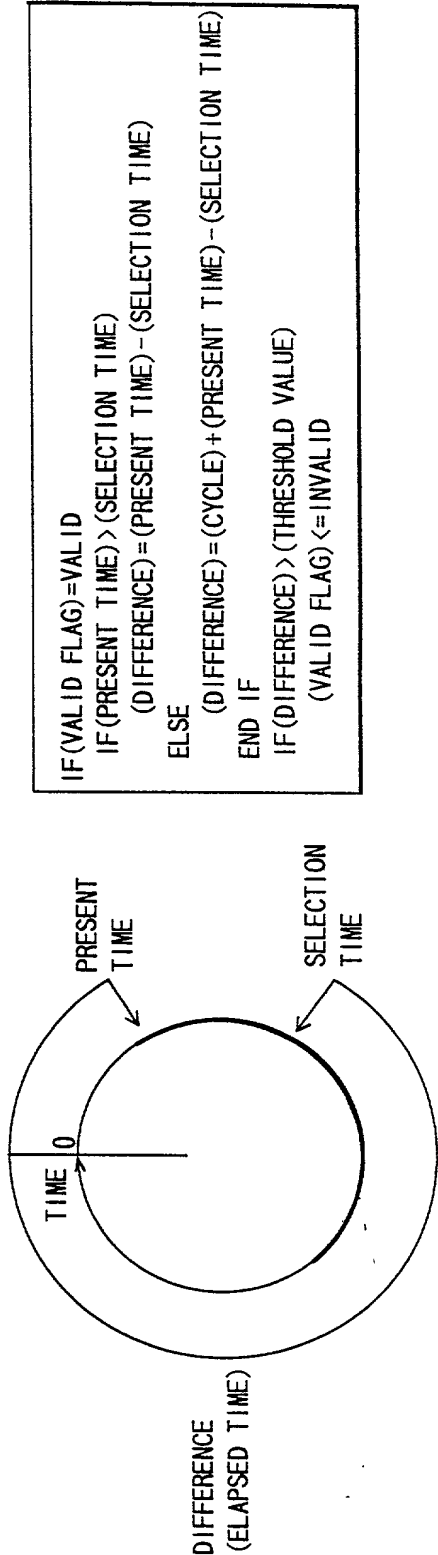 TIME 0
PRESENT
TIME
SELECTION
TIME
DIFFERENCE
(ELAPSED TIME)
IF(VALID FLAG)=VALID
IF(PRESENT TIME)>(SELECTION TIME)
(DIFFERENCE)=(PRESENT TIME)-(SELECTION TIME)
ELSE
(DIFFERENCE)=(CYCLE)+(PRESENT TIME)-(SELECTION TIME)
END IF
IF(DIFFERENCE)>(THRESHOLD VALUE)
(VALID FLAG)<=INVALID